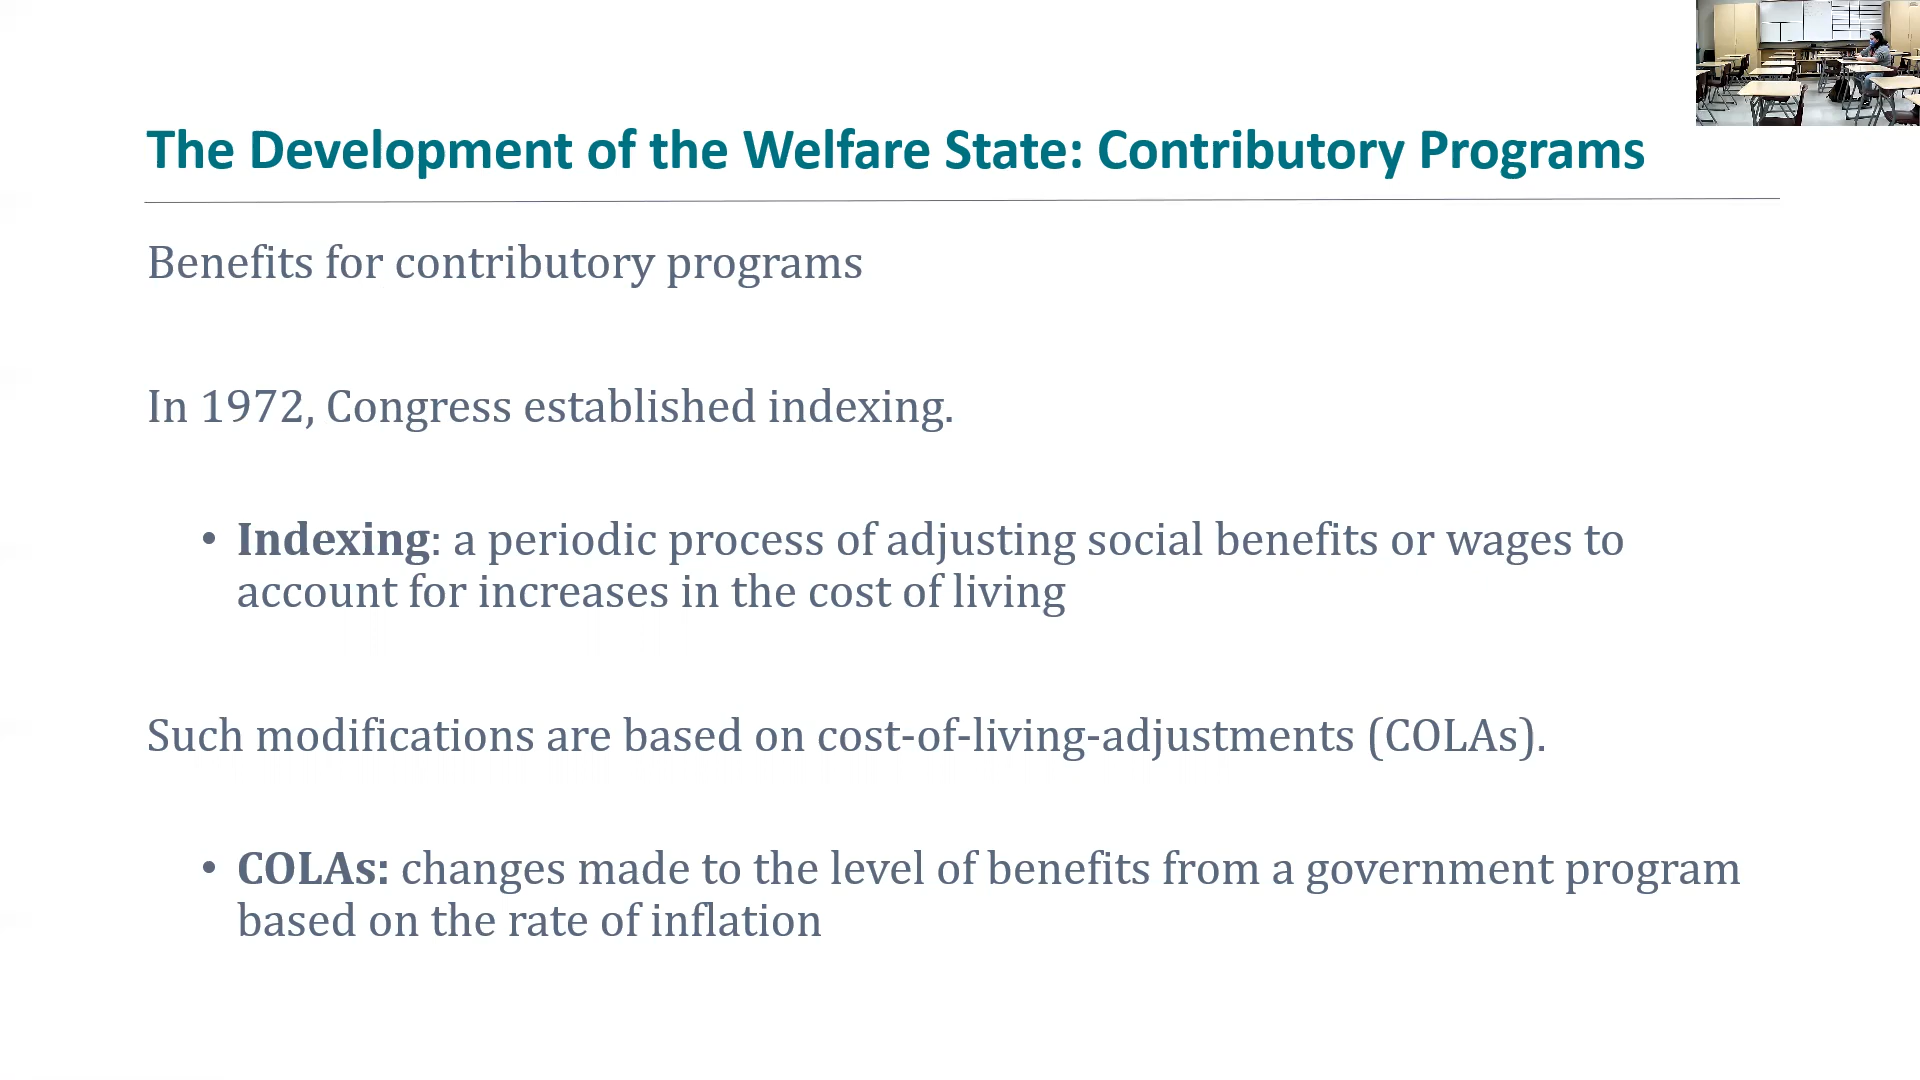 The Development of the Welfare State: Contributory Programs
Benefits for contributory programs
In 1972, Congress established indexing.
• Indexing: a periodic process of adjusting social benefits or wages to
account for increases in the cost of living
Such modifications are based on cost-of-living-adjustments (COLAs).
• COLAs: changes made to the level of benefits from a government program
based on the rate of inflation